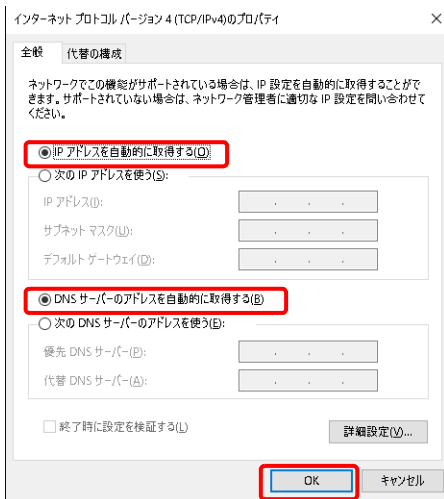 インターネット プロトコル バージョン 4 (TCP/IPv4)のプロパティ
全般 代替の構成
ネットワークでこの機能がサポートされている場合は、IP 設定を自動的に取得することがで
きます。サポートされていない場合は、ネットワーク管理者に適切な IP 設定を問い合わせて
ください。
IP アドレスを自動的に取得する(O)
次の IP アドレスを使う(S):
IP アドレス(I):
サブネット マスク(U):
デフォルト ゲートウェイ(D):
DNS サーバーのアドレスを自動的に取得する(B)
次の DNS サーバーのアドレスを使う(E):
優先 DNS サーバー(P):
代替 DNS サーバー(A):
終了時に設定を検証する(L)
詳細設定(V)...
OK キャンセル